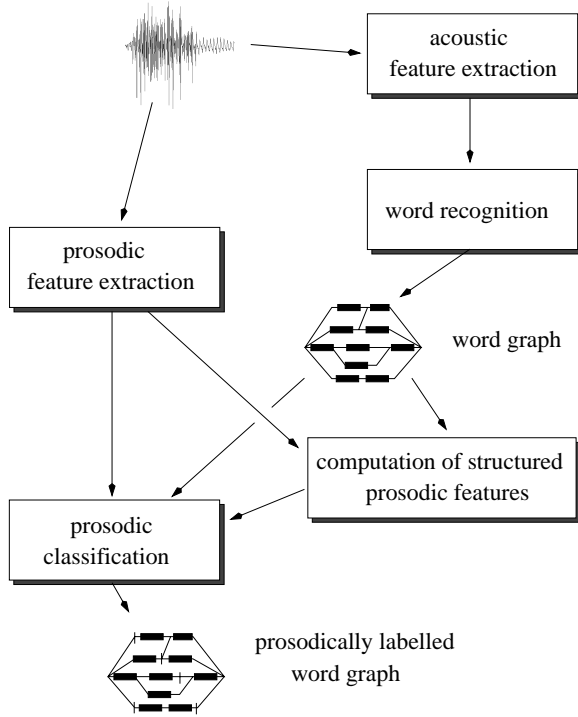 acoustic
feature extraction
word recognition
prosodic
feature extraction
word graph
computation of structured
prosodic features
prosodic
classification
prosodically labelled
word graph